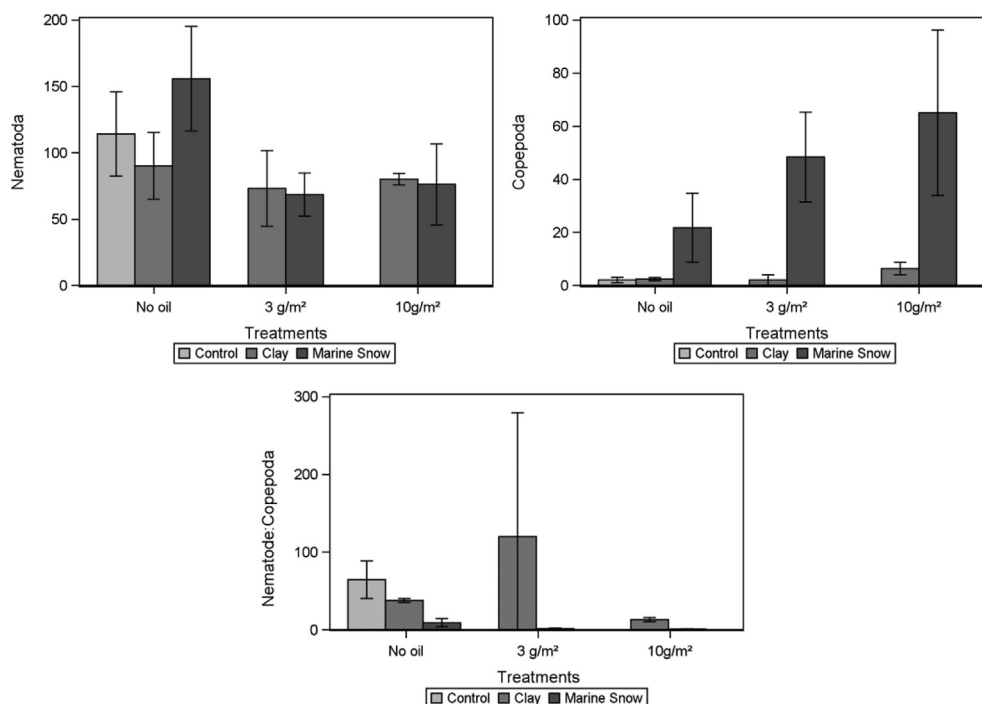 Nematoda
200
150
100
50
0
No oil 3 g/m² 10g/m²
Treatments
Control Clay Marine Snow
Copepoda
100
80
60
40
20
0
No oil 3 g/m² 10g/m²
Treatments
Control Clay Marine Snow
Nematode:Copepoda
300
200
100
0
No oil 3 g/m² 10g/m²
Treatments
Control Clay Marine Snow